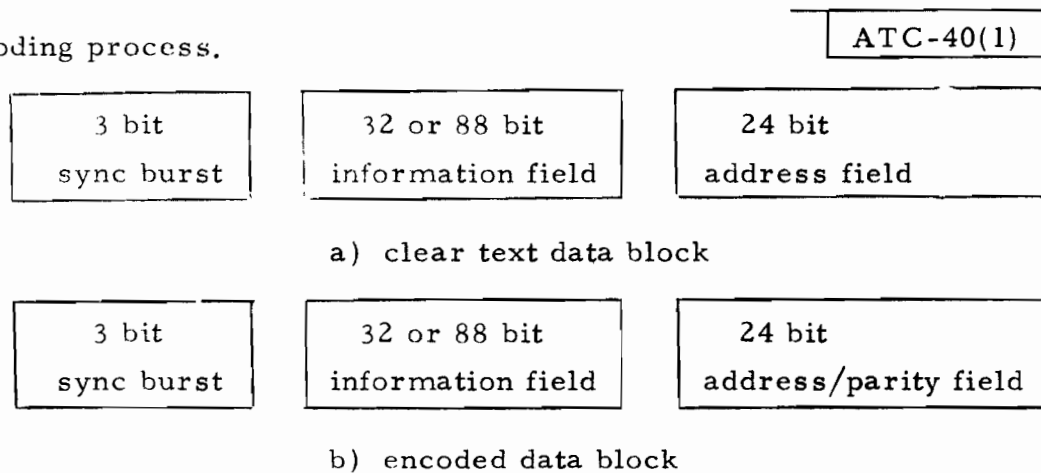 ATC-40(1)
process.
3 bit 32 or 88 bit 24 bit
sync burst information field address field
a) clear text data block
3 bit 32 or 88 bit 24 bit
sync burst information field address/parity field
b) encoded data block